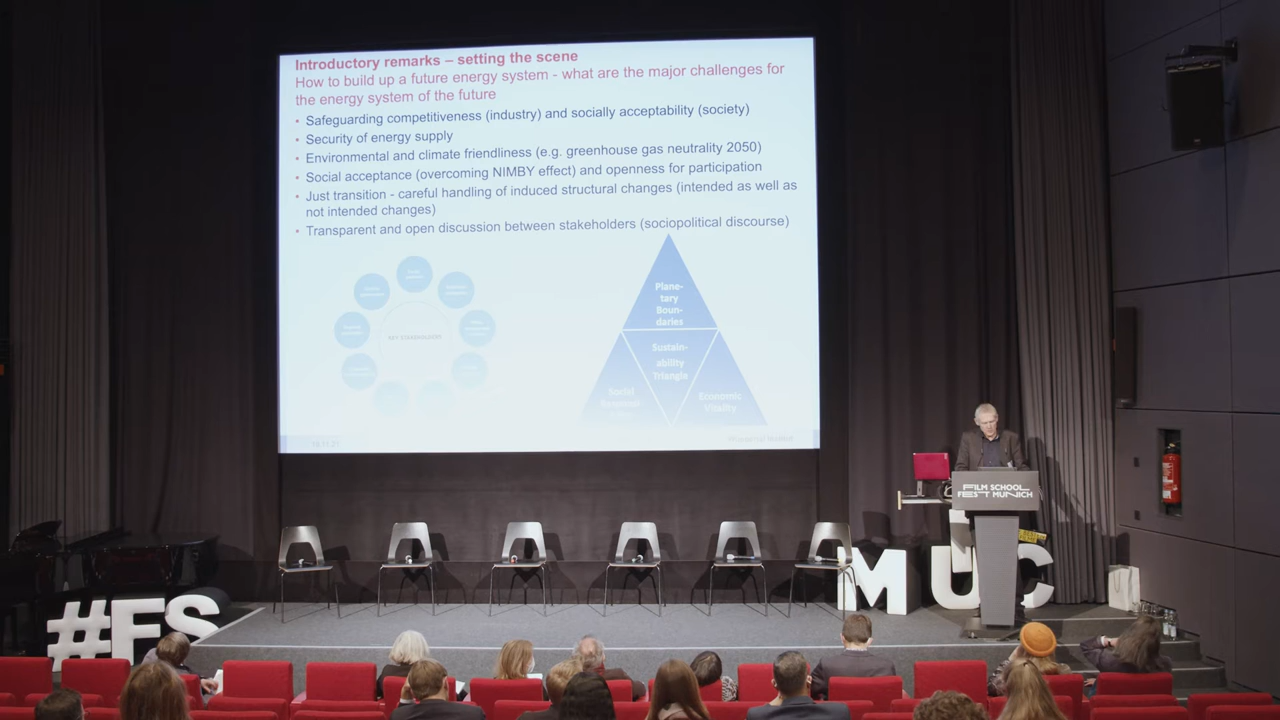 Introductory remarks – setting the scene
How to build up a future energy system - what are the major challenges for
the energy system of the future
• Safeguarding competitiveness (industry) and socially acceptability (society)
• Security of energy supply
• Environmental and climate friendliness (e.g. greenhouse gas neutrality 2050)
• Social acceptance (overcoming NIMBY effect) and openness for participation
• Just transition - careful handling of induced structural changes (intended as well as
not intended changes)
• Transparent and open discussion between stakeholders (sociopolitical discourse)
KEY STAKEHOLDERS
Plane-
tary
Boun-
daries
Sustain-
ability
Triangle
Social
Economic
Vitality
FILM SCHOOL
FEST MUNICH
#FS
MUC